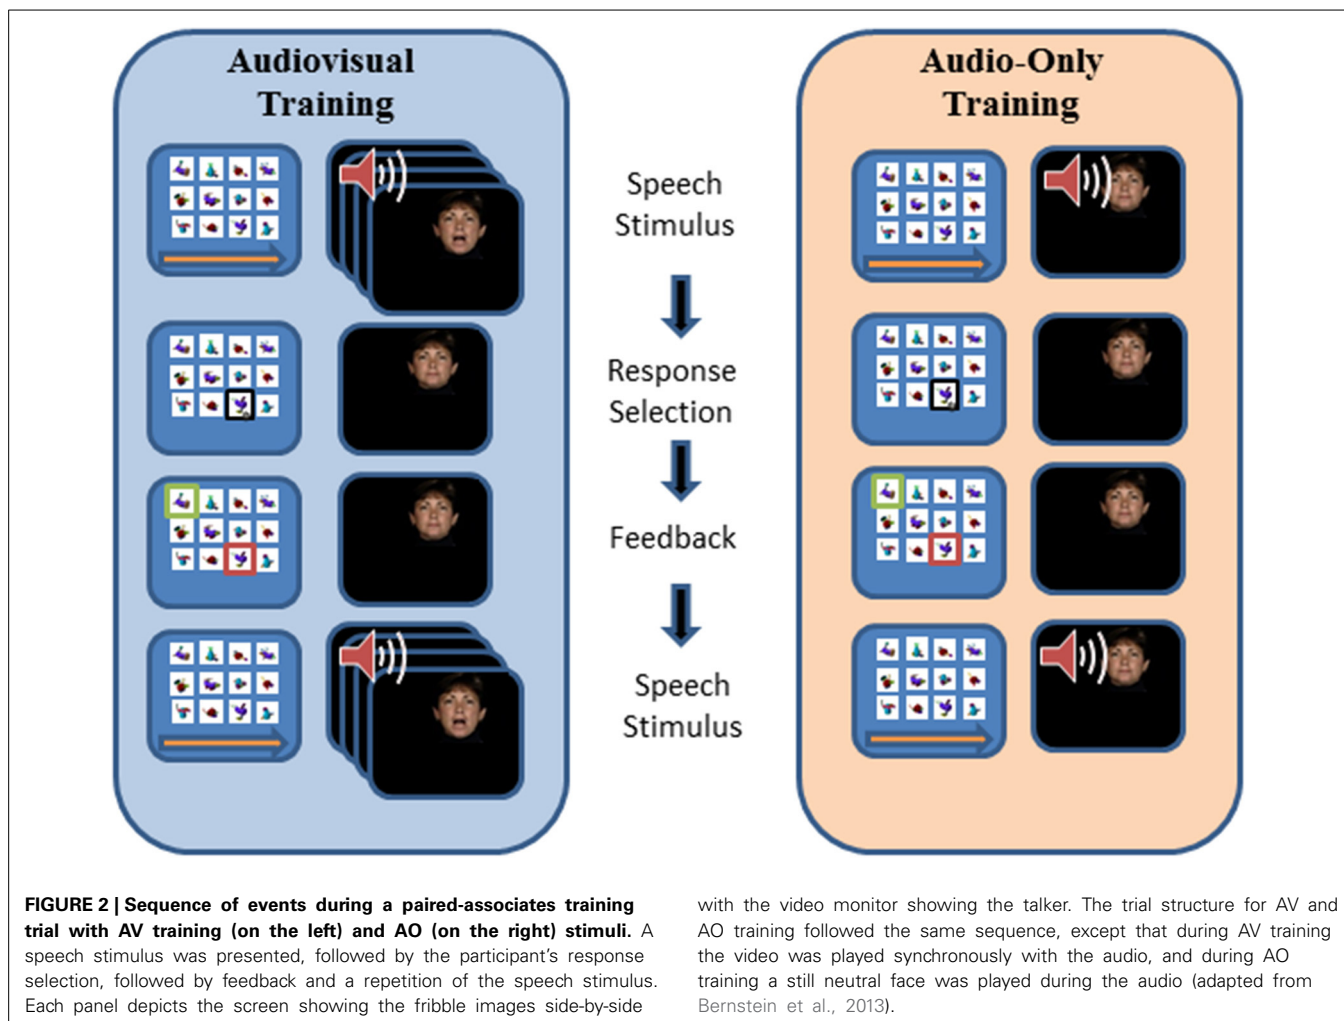 Audiovisual
Training
Audio-Only
Training
Speech
Stimulus
Response
Selection
Feedback
Speech
Stimulus
FIGURE 2 | Sequence of events during a paired-associates training
trial with AV training (on the left) and AO (on the right) stimuli. A
speech stimulus was presented, followed by the participant's response
selection, followed by feedback and a repetition of the speech stimulus.
Each panel depicts the screen showing the fribble images side-by-side
with the video monitor showing the talker. The trial structure for AV and
AO training followed the same sequence, except that during AV training
the video was played synchronously with the audio, and during AO
training a still neutral face was played during the audio (adapted from
Bernstein et al., 2013).